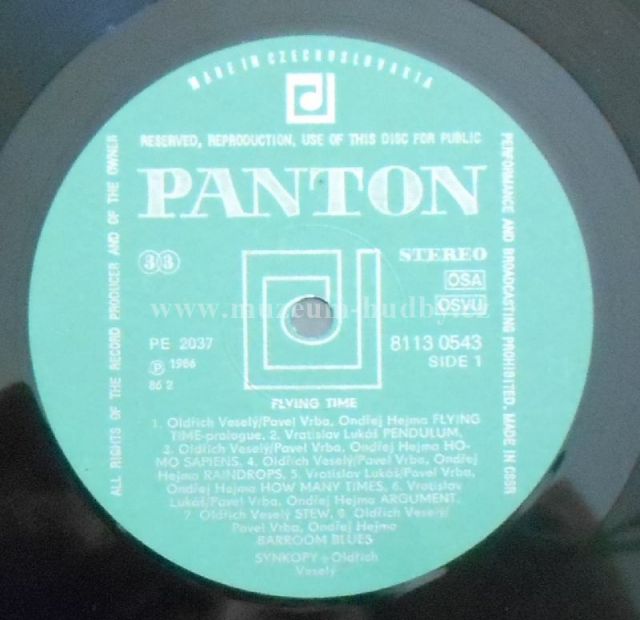 MADE IN CZECHOSLOVAKIA
RESERVED, REPRODUCTION, USE OF THIS DISC FOR PUBLIC
ALL RIGHTS OF THE RECORD PRODUCER AND OF THE OWNER
PERFORMANCE AND BROADCASTING PROHIBITED. MADE IN CSSR
PANTON
33
STEREO
OSA
OSVU
www.muzeum-hudby.cz
PE 2037
8113 0543
Ⓟ 1986
SIDE 1
86 2
FLYING TIME
1. Oldřich Veselý/Pavel Vrba, Ondřej Hejma FLYING
TIME-prologue, 2. Vratislav Lukáš PENDULUM,
3. Oldřich Veselý/Pavel Vrba, Ondřej Hejma HO-
MO SAPIENS, 4. Oldřich Veselý/Pavel Vrba, Ondřej
Hejma RAINDROPS, 5. Vratislav Lukáš/Pavel Vrba,
Ondřej Hejma HOW MANY TIMES, 6. Vratislav
Lukáš/Pavel Vrba, Ondřej Hejma ARGUMENT,
7. Oldřich Veselý STEW, 8. Oldřich Veselý/
Pavel Vrba, Ondřej Hejma
BARROOM BLUES
SYNKOPY+Oldřich
Veselý